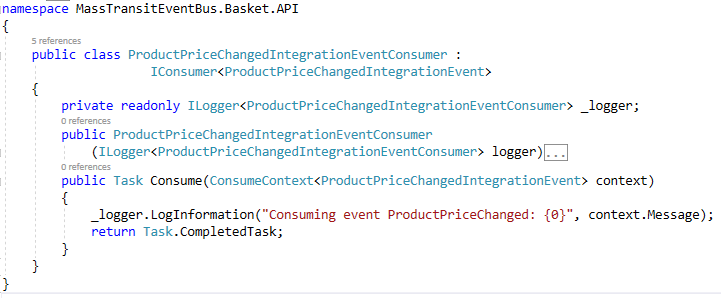 namespace MassTransitEventBus.Basket.API
{
5 references
public class ProductPriceChangedIntegrationEventConsumer :
IConsumer<ProductPriceChangedIntegrationEvent>
{
private readonly ILogger<ProductPriceChangedIntegrationEventConsumer> _logger;
0 references
public ProductPriceChangedIntegrationEventConsumer
(ILogger<ProductPriceChangedIntegrationEventConsumer> logger)...
0 references
public Task Consume(ConsumeContext<ProductPriceChangedIntegrationEvent> context)
{
_logger.LogInformation("Consuming event ProductPriceChanged: {0}", context.Message);
return Task.CompletedTask;
}
}
}